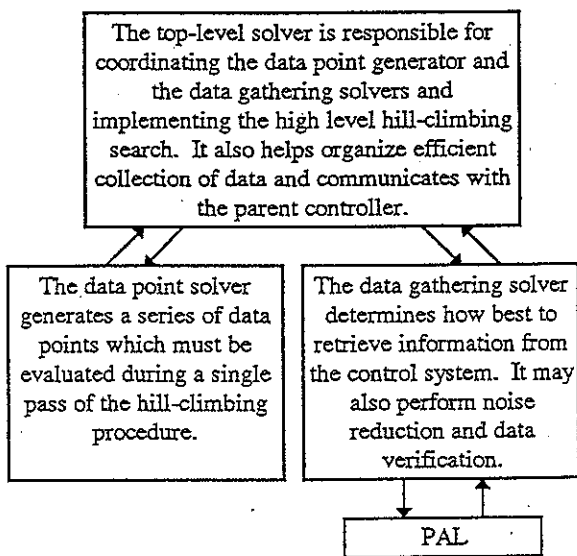 The top-level solver is responsible for
coordinating the data point generator and
the data gathering solvers and
implementing the high level hill-climbing
search. It also helps organize efficient
collection of data and communicates with
the parent controller.
The data point solver
generates a series of data
points which must be
evaluated during a single
pass of the hill-climbing
procedure.
The data gathering solver
determines how best to
retrieve information from
the control system. It may
also perform noise
reduction and data
verification.
PAL